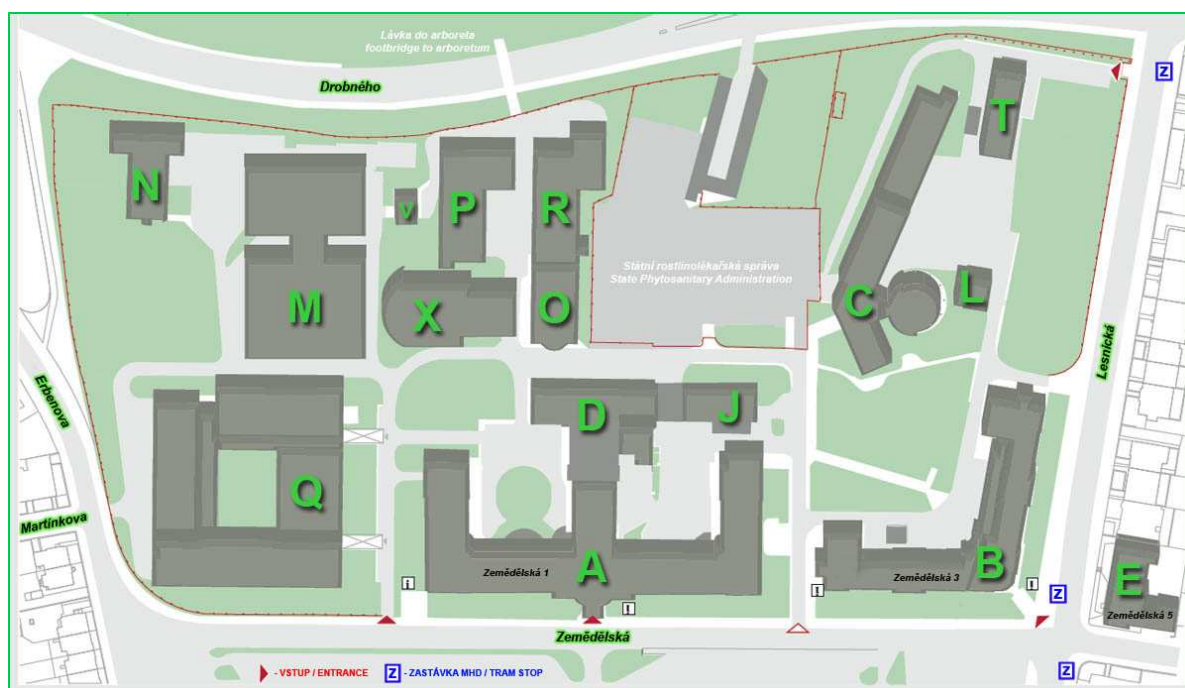 Lávka do arboreta
footbridge to arboretum
Drobného
Z
T
N
V
P
R
Státní rostlinolékařská správa
State Phytosanitary Administration
M
X
O
C
L
Lesnická
Erbenova
D
J
Q
Martínkova
A
B
E
Zemědělská 1
Zemědělská 3
Zemědělská 5
i
!
!
!
Z
Zemědělská
Z
- VSTUP / ENTRANCE
Z - ZASTÁVKA MHD / TRAM STOP